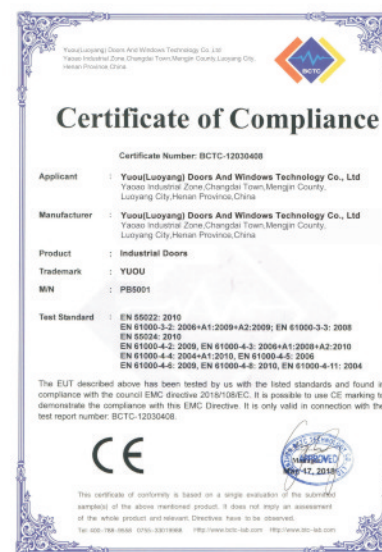 Yuou(Luoyang) Doors And Windows Technology Co., Ltd
Yaoao Industrial Zone,Changdai Town,Mengjin County,Luoyang City,
Henan Province,China
BCTC
Certificate of Compliance
Certificate Number: BCTC-12030408
Applicant : Yuou(Luoyang) Doors And Windows Technology Co., Ltd
Yaoao Industrial Zone,Changdai Town,Mengjin County,
Luoyang City,Henan Province,China
Manufacturer : Yuou(Luoyang) Doors And Windows Technology Co., Ltd
Yaoao Industrial Zone,Changdai Town,Mengjin County,
Luoyang City,Henan Province,China
Product : Industrial Doors
Trademark : YUOU
M/N : PB5001
Test Standard : EN 55022: 2010
EN 61000-3-2: 2006+A1:2009+A2:2009; EN 61000-3-3: 2008
EN 55024: 2010
EN 61000-4-2: 2009, EN 61000-4-3: 2006+A1:2008+A2:2010
EN 61000-4-4: 2004+A1:2010, EN 61000-4-5: 2006
EN 61000-4-6: 2009, EN 61000-4-8: 2010, EN 61000-4-11: 2004
The EUT described above has been tested by us with the listed standards and found in
compliance with the council EMC directive 2018/108/EC. It is possible to use CE marking to
demonstrate the compliance with this EMC Directive. It is only valid in connection with the
test report number: BCTC-12030408.
CE
APPROVED
May 17, 2018
This certificate of conformity is based on a single evaluation of the submitted
sample(s) of the above mentioned product. It does not imply an assessment
of the whole product and relevant Directives have to be observed.
Http://www.bctc-lab.com